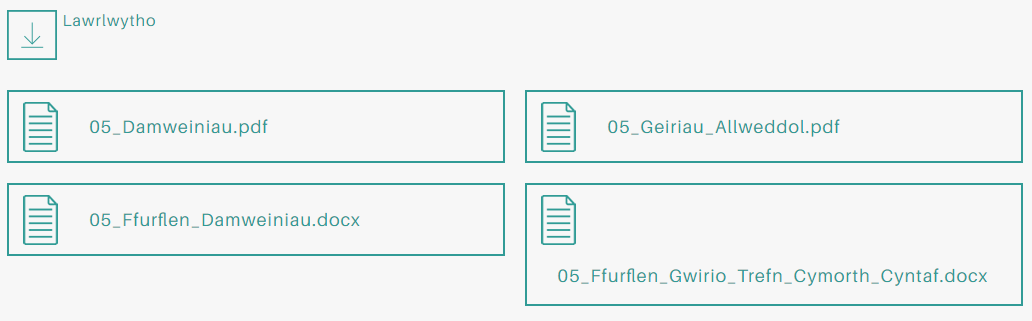 Lawrlwytho
05_Damweiniau.pdf
05_Geiriau_Allweddol.pdf
05_Ffurflen_Damweiniau.docx
05_Ffurflen_Gwirio_Trefn_Cymorth_Cyntaf.docx